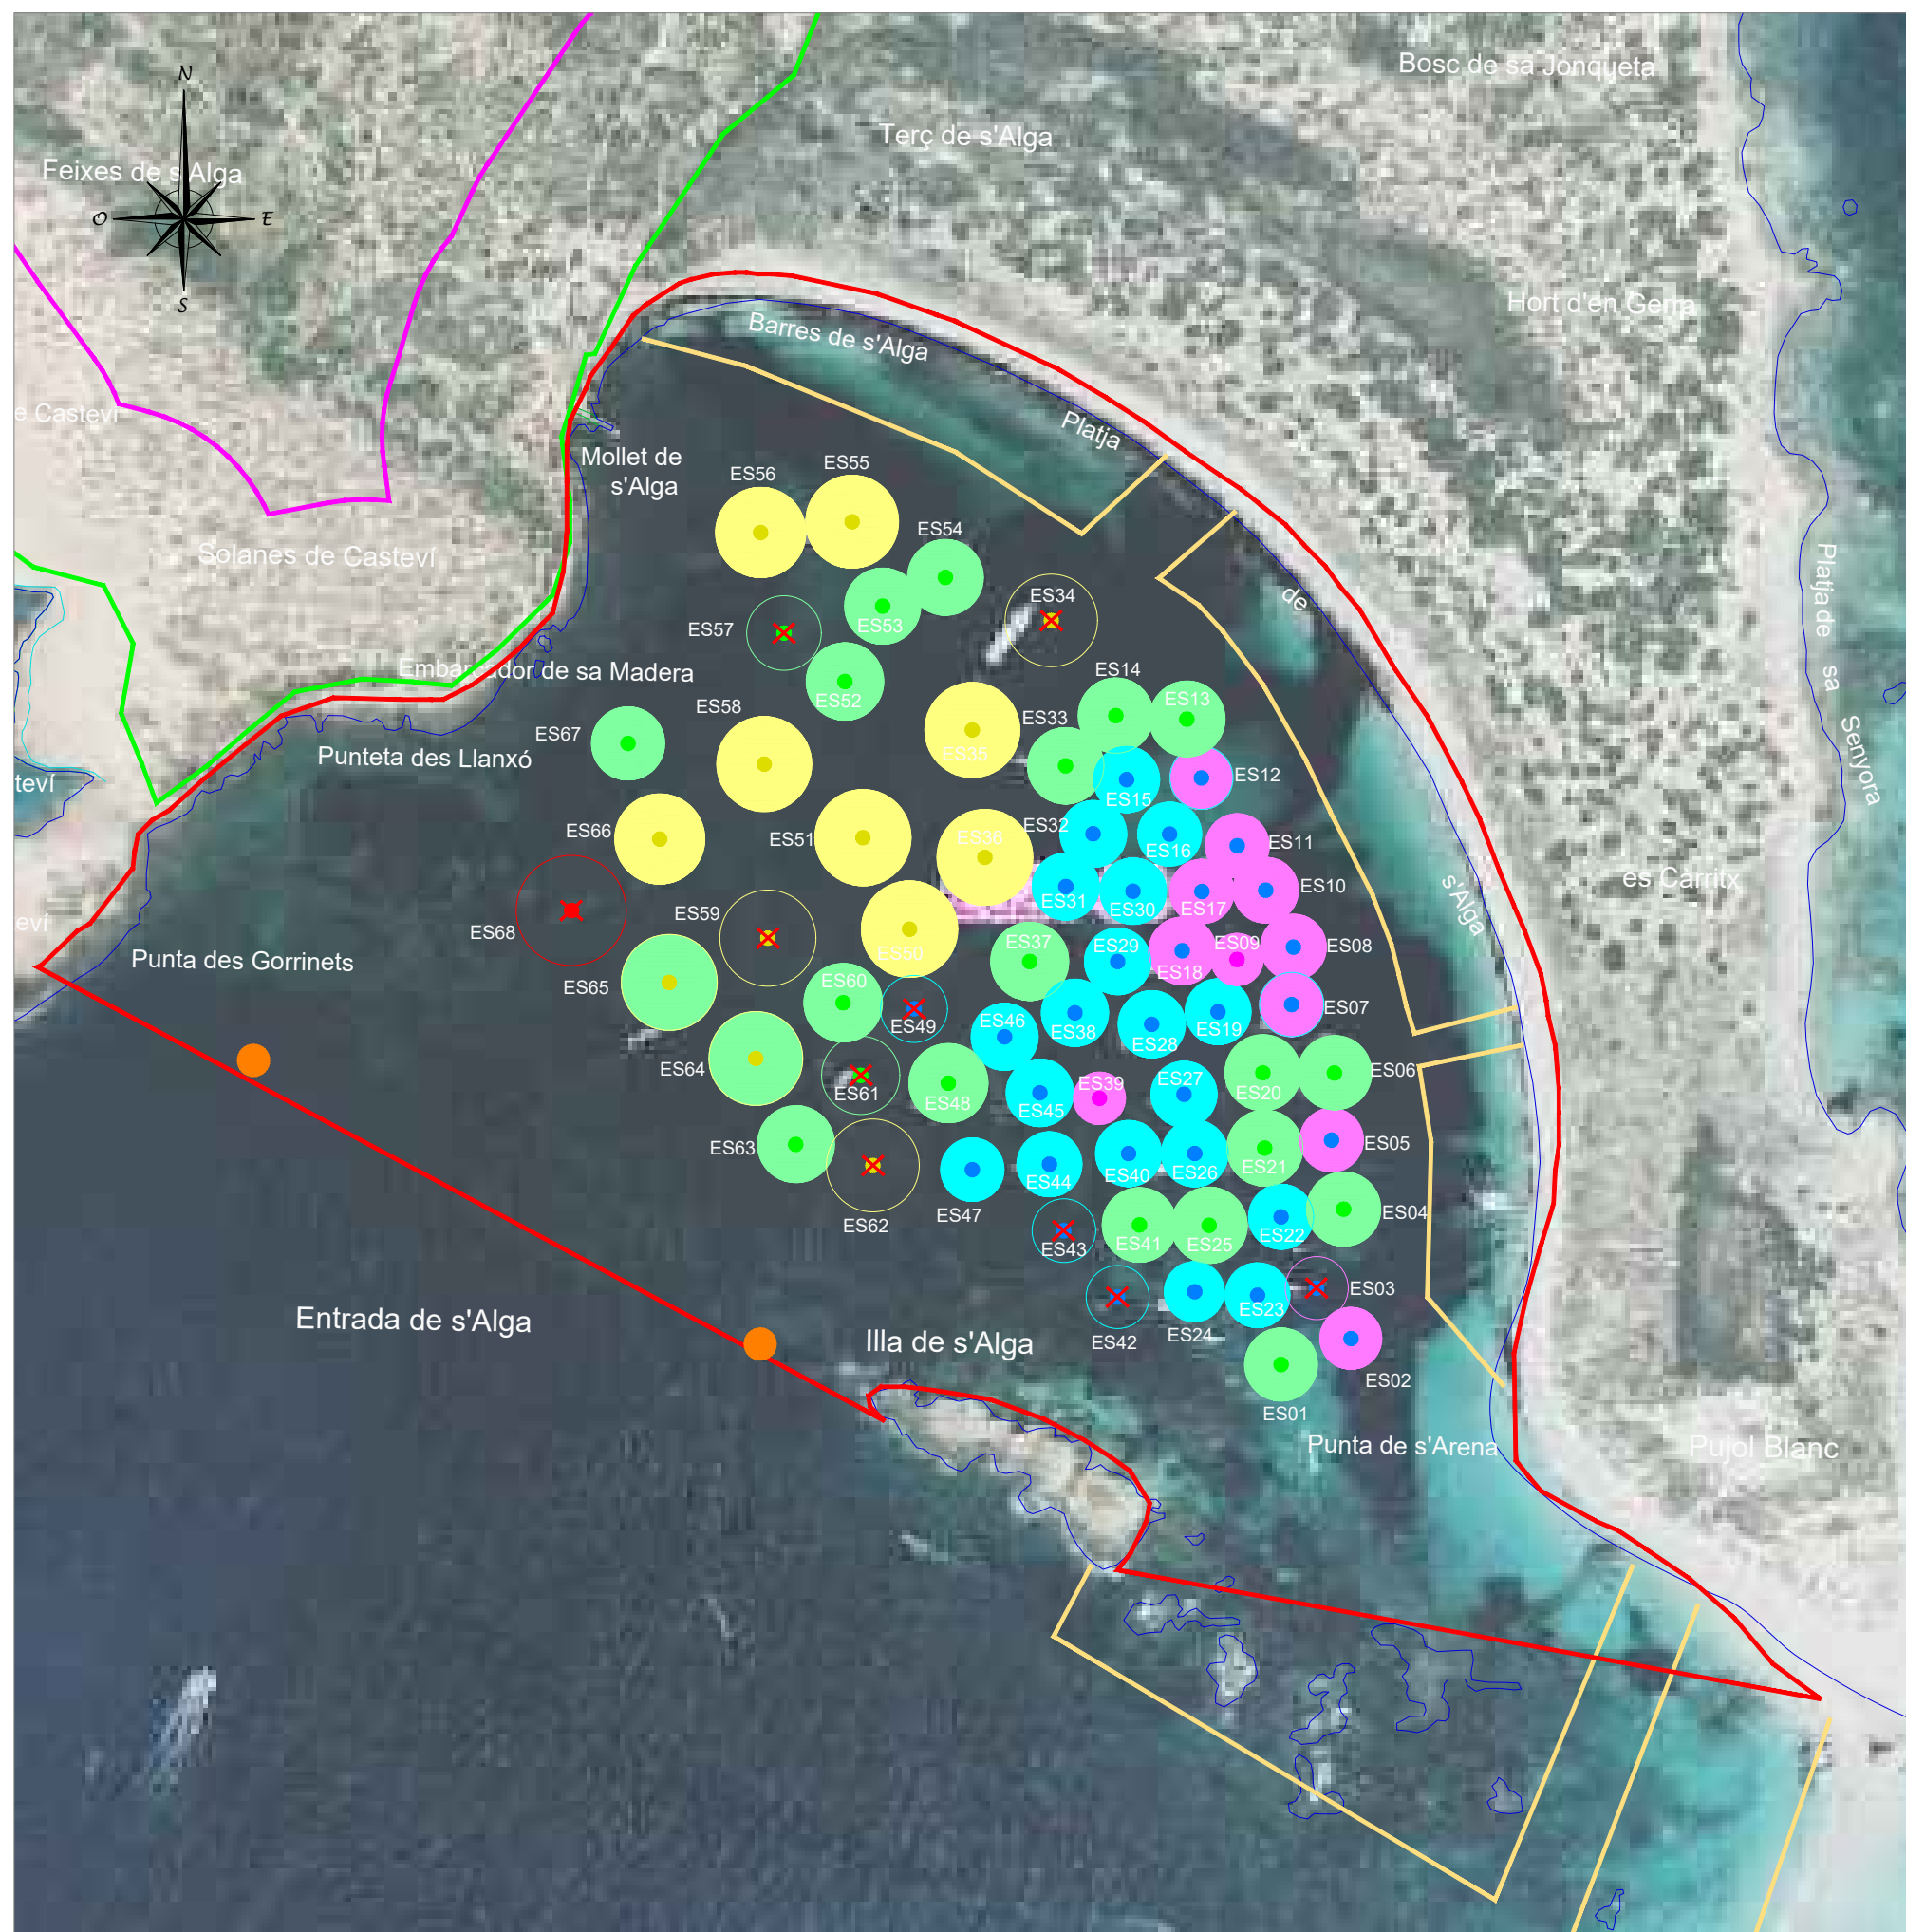 Bosc de sa Jonqueta
N
Terç de s'Alga
Feixes de s'Alga
O
E
S
Hort d'en Gerra
Barres de s'Alga
e Casteví
Platja
de
s'Alga
Mollet de
s'Alga
ES56
ES55
ES54
Solanes de Casteví
Platja de sa Senyora
ES57
ES53
ES34
Embarcador de sa Madera
ES52
ES14
ES13
ES58
ES33
ES67
Punteta des Llanxó
ES35
ES12
teví
ES15
ES66
ES51
ES36
ES32
ES16
ES11
es Carritx
ES31
ES30
ES17
ES10
eví
ES68
ES59
ES50
ES37
ES29
ES18
ES09
ES08
Punta des Gorrinets
ES65
ES60
ES49
ES46
ES38
ES28
ES19
ES07
ES64
ES61
ES48
ES45
ES39
ES27
ES20
ES06
ES63
ES62
ES47
ES44
ES40
ES26
ES21
ES05
ES43
ES41
ES25
ES22
ES04
Entrada de s'Alga
Illa de s'Alga
ES42
ES24
ES23
ES03
ES02
ES01
Punta de s'Arena
Pujol Blanc